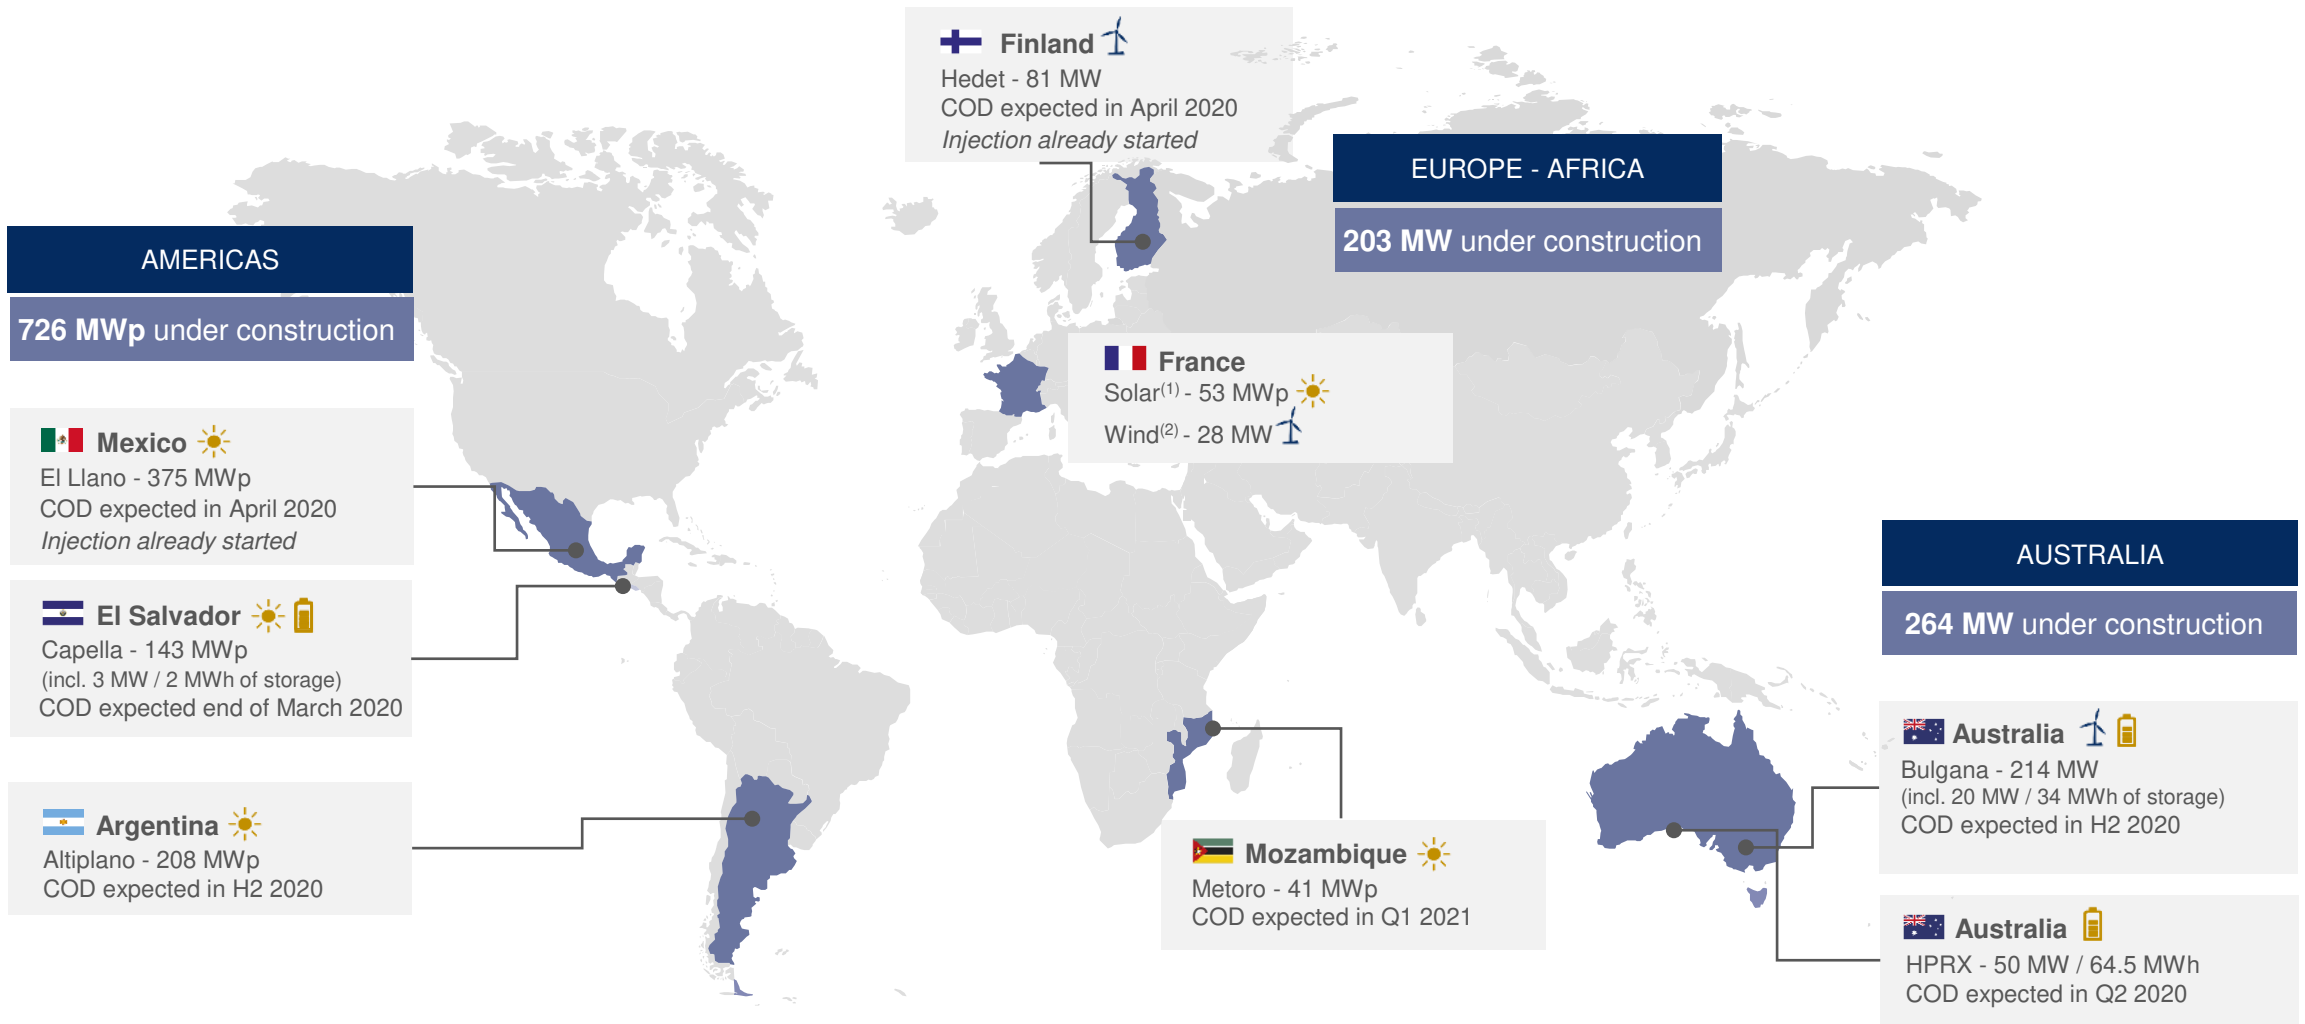 Finland
Hedet - 81 MW
COD expected in April 2020
Injection already started
EUROPE - AFRICA
203 MW under construction
AMERICAS
726 MWp under construction
France
Solar(1) - 53 MWp
Wind(2) - 28 MW
Mexico
El Llano - 375 MWp
COD expected in April 2020
Injection already started
El Salvador
Capella - 143 MWp
(incl. 3 MW / 2 MWh of storage)
COD expected end of March 2020
Argentina
Altiplano - 208 MWp
COD expected in H2 2020
Mozambique
Metoro - 41 MWp
COD expected in Q1 2021
AUSTRALIA
264 MW under construction
Australia
Bulgana - 214 MW
(incl. 20 MW / 34 MWh of storage)
COD expected in H2 2020
Australia
HPRX - 50 MW / 64.5 MWh
COD expected in Q2 2020